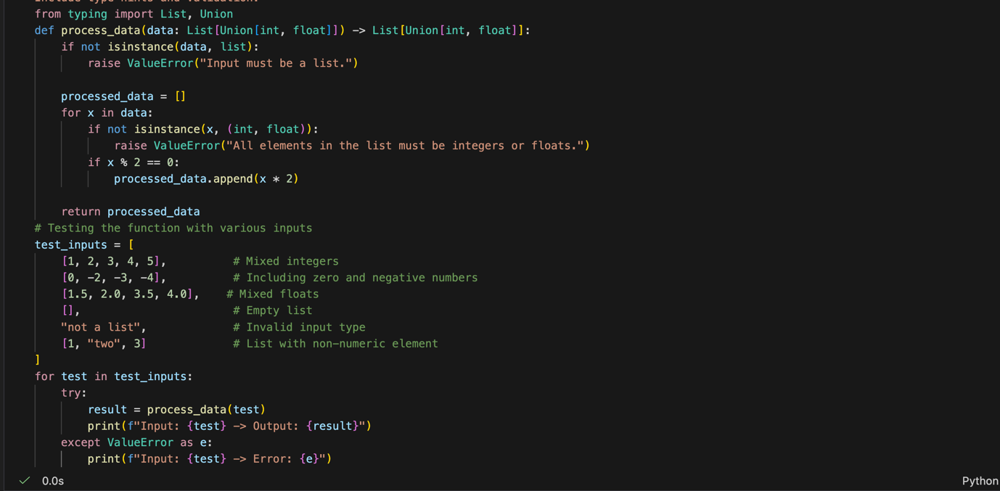 include type hints and validation.
from typing import List, Union
def process_data(data: List[Union[int, float]]) -> List[Union[int, float]]:
    if not isinstance(data, list):
        raise ValueError("Input must be a list.")
    processed_data = []
    for x in data:
        if not isinstance(x, (int, float)):
            raise ValueError("All elements in the list must be integers or floats.")
        if x % 2 == 0:
            processed_data.append(x * 2)
    return processed_data
# Testing the function with various inputs
test_inputs = [
    [1, 2, 3, 4, 5],          # Mixed integers
    [0, -2, -3, -4],          # Including zero and negative numbers
    [1.5, 2.0, 3.5, 4.0],    # Mixed floats
    [],                       # Empty list
    "not a list",             # Invalid input type
    [1, "two", 3]             # List with non-numeric element
]
for test in test_inputs:
    try:
        result = process_data(test)
        print(f"Input: {test} -> Output: {result}")
    except ValueError as e:
        print(f"Input: {test} -> Error: {e}")
0.0s
Python